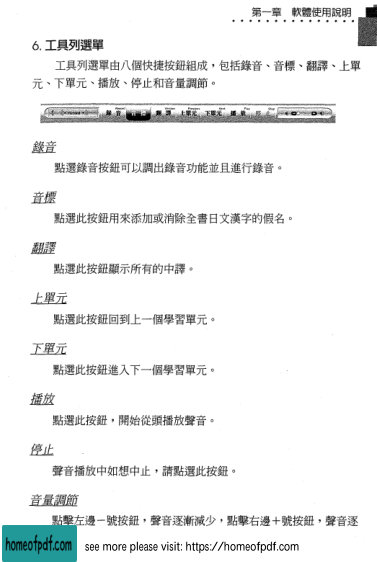 第一章　軟體使用說明
6. 工具列選單
工具列選單由八個快捷按鈕組成，包括錄音、音標、翻譯、上單
元、下單元、播放、停止和音量調節。
錄音 音標 翻譯 上單元 下單元 播放
錄音
點選錄音按鈕可以調出錄音功能並且進行錄音。
音標
點選此按鈕用來添加或消除全書日文漢字的假名。
翻譯
點選此按鈕顯示所有的中譯。
上單元
點選此按鈕回到上一個學習單元。
下單元
點選此按鈕進入下一個學習單元。
播放
點選此按鈕，開始從頭播放聲音。
停止
聲音播放中如想中止，請點選此按鈕。
音量調節
點擊左邊－號按鈕，聲音逐漸減少，點擊右邊＋號按鈕，聲音逐
homeofpdf.com see more please visit: https://homeofpdf.com